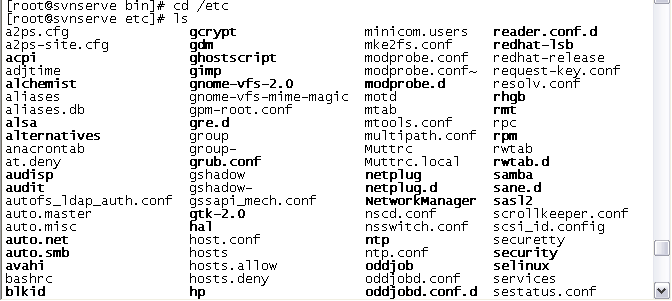 [root@svnserve bin]# cd /etc
[root@svnserve etc]# ls
a2ps.cfg gcrypt minicom.users reader.conf.d
a2ps-site.cfg gdm mke2fs.conf redhat-lsb
acpi ghostscript modprobe.conf redhat-release
adjtime gimp modprobe.conf~ request-key.conf
alchemist gnome-vfs-2.0 modprobe.d resolv.conf
aliases gnome-vfs-mime-magic motd rhgb
aliases.db gpm-root.conf mtab rmt
alsa gre.d mtools.conf rpc
alternatives group multipath.conf rpm
anacrontab group- Muttrc rwtab
at.deny grub.conf Muttrc.local rwtab.d
audisp gshadow netplug samba
audit gshadow- netplug.d sane.d
autofs_ldap_auth.conf gssapi_mech.conf NetworkManager sasl2
auto.master gtk-2.0 nscd.conf scrollkeeper.conf
auto.misc hal nsswitch.conf scsi_id.config
auto.net host.conf ntp securetty
auto.smb hosts ntp.conf security
avahi hosts.allow oddjob selinux
bashrc hosts.deny oddjobd.conf services
blkid hp oddjobd.conf.d sestatus.conf